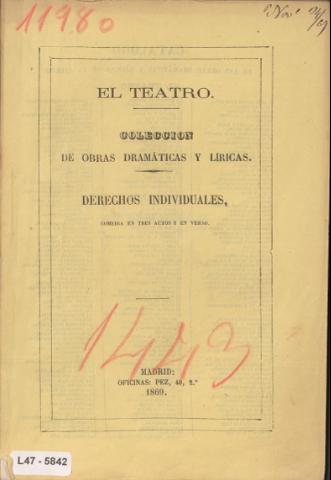 11980
EL TEATRO.
COLECCION
DE OBRAS DRAMÁTICAS Y LÍRICAS.
DERECHOS INDIVIDUALES,
COMEDIA EN TRES ACTOS Y EN VERSO.
1443
MADRID:
OFICINAS: PEZ, 40, 2.º
1869.
L47 - 5842